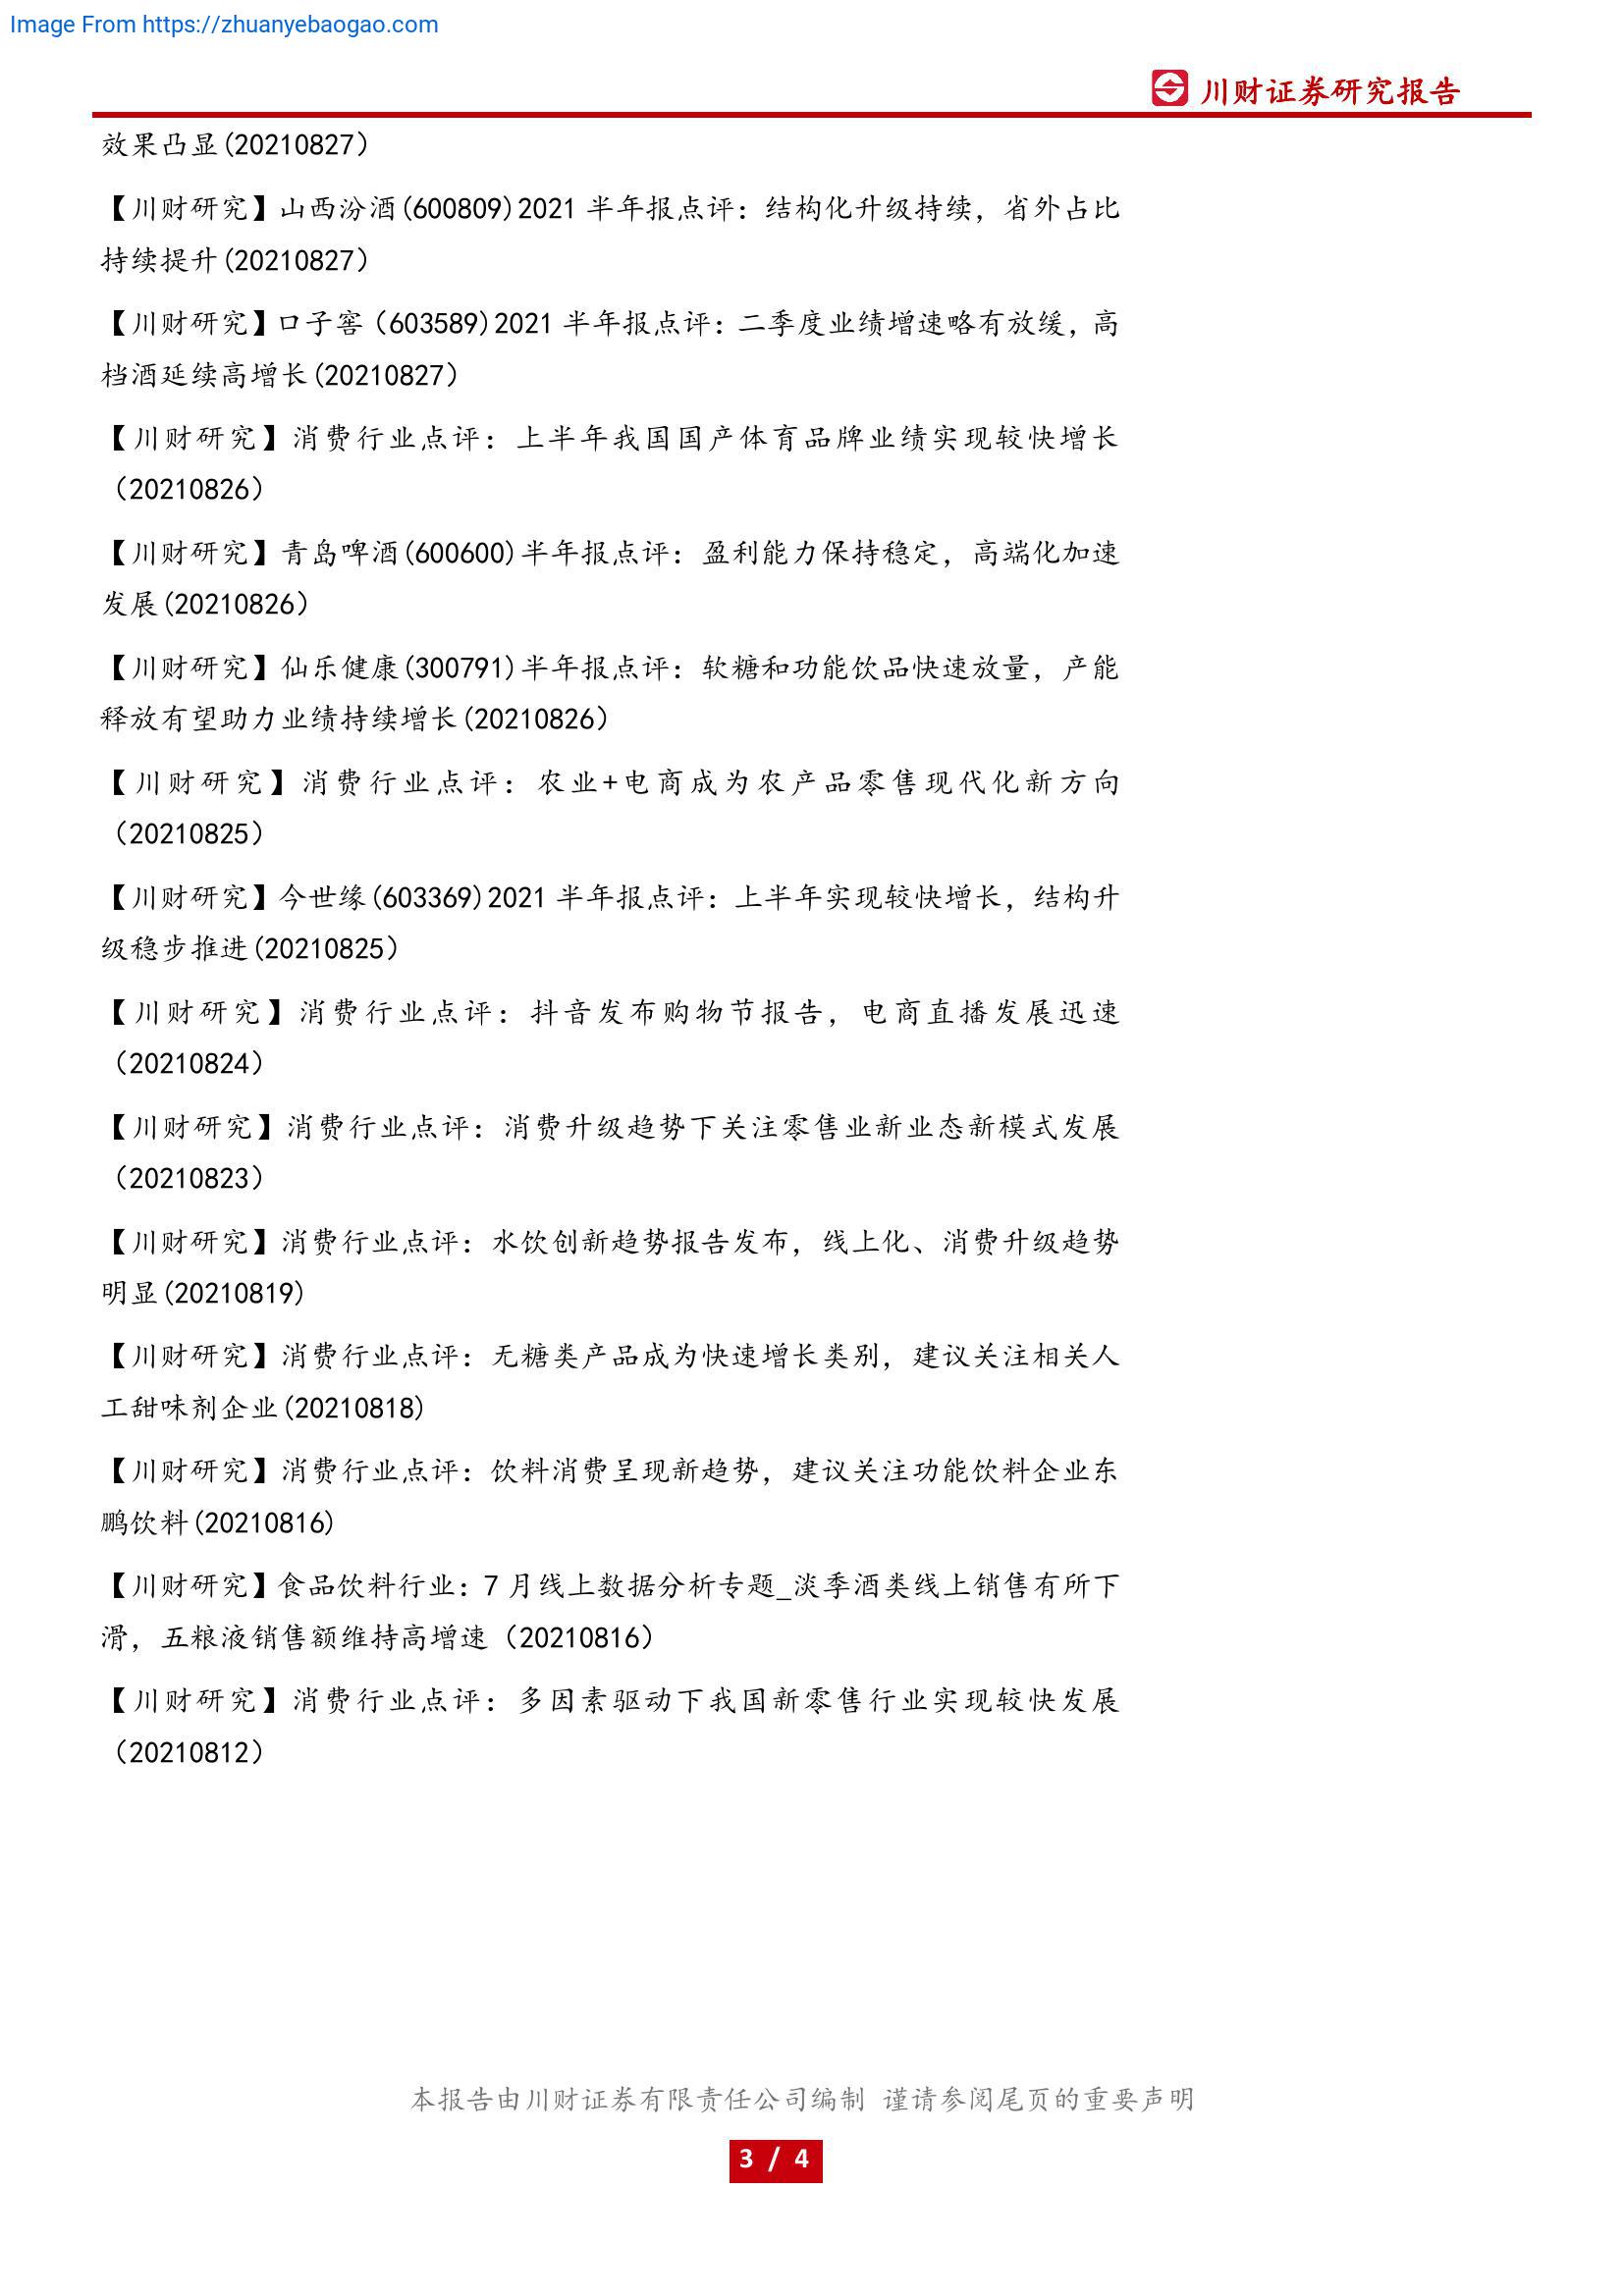 Image From https://zhuanyebaogao.com
川财证券研究报告
效果凸显(20210827）
【川财研究】山西汾酒(600809)2021 半年报点评：结构化升级持续，省外占比
持续提升(20210827）
【川财研究】口子窖（603589)2021 半年报点评：二季度业绩增速略有放缓，高
档酒延续高增长(20210827）
【川财研究】消费行业点评：上半年我国国产体育品牌业绩实现较快增长
（20210826）
【川财研究】青岛啤酒(600600)半年报点评：盈利能力保持稳定，高端化加速
发展(20210826）
【川财研究】仙乐健康(300791)半年报点评：软糖和功能饮品快速放量，产能
释放有望助力业绩持续增长(20210826）
【川财研究】消费行业点评：农业+电商成为农产品零售现代化新方向
（20210825）
【川财研究】今世缘(603369)2021 半年报点评：上半年实现较快增长，结构升
级稳步推进(20210825）
【川财研究】消费行业点评：抖音发布购物节报告，电商直播发展迅速
（20210824）
【川财研究】消费行业点评：消费升级趋势下关注零售业新业态新模式发展
（20210823）
【川财研究】消费行业点评：水饮创新趋势报告发布，线上化、消费升级趋势
明显(20210819)
【川财研究】消费行业点评：无糖类产品成为快速增长类别，建议关注相关人
工甜味剂企业(20210818)
【川财研究】消费行业点评：饮料消费呈现新趋势，建议关注功能饮料企业东
鹏饮料(20210816)
【川财研究】食品饮料行业：7 月线上数据分析专题_淡季酒类线上销售有所下
滑，五粮液销售额维持高增速（20210816）
【川财研究】消费行业点评：多因素驱动下我国新零售行业实现较快发展
（20210812）
本报告由川财证券有限责任公司编制 谨请参阅尾页的重要声明
3 / 4